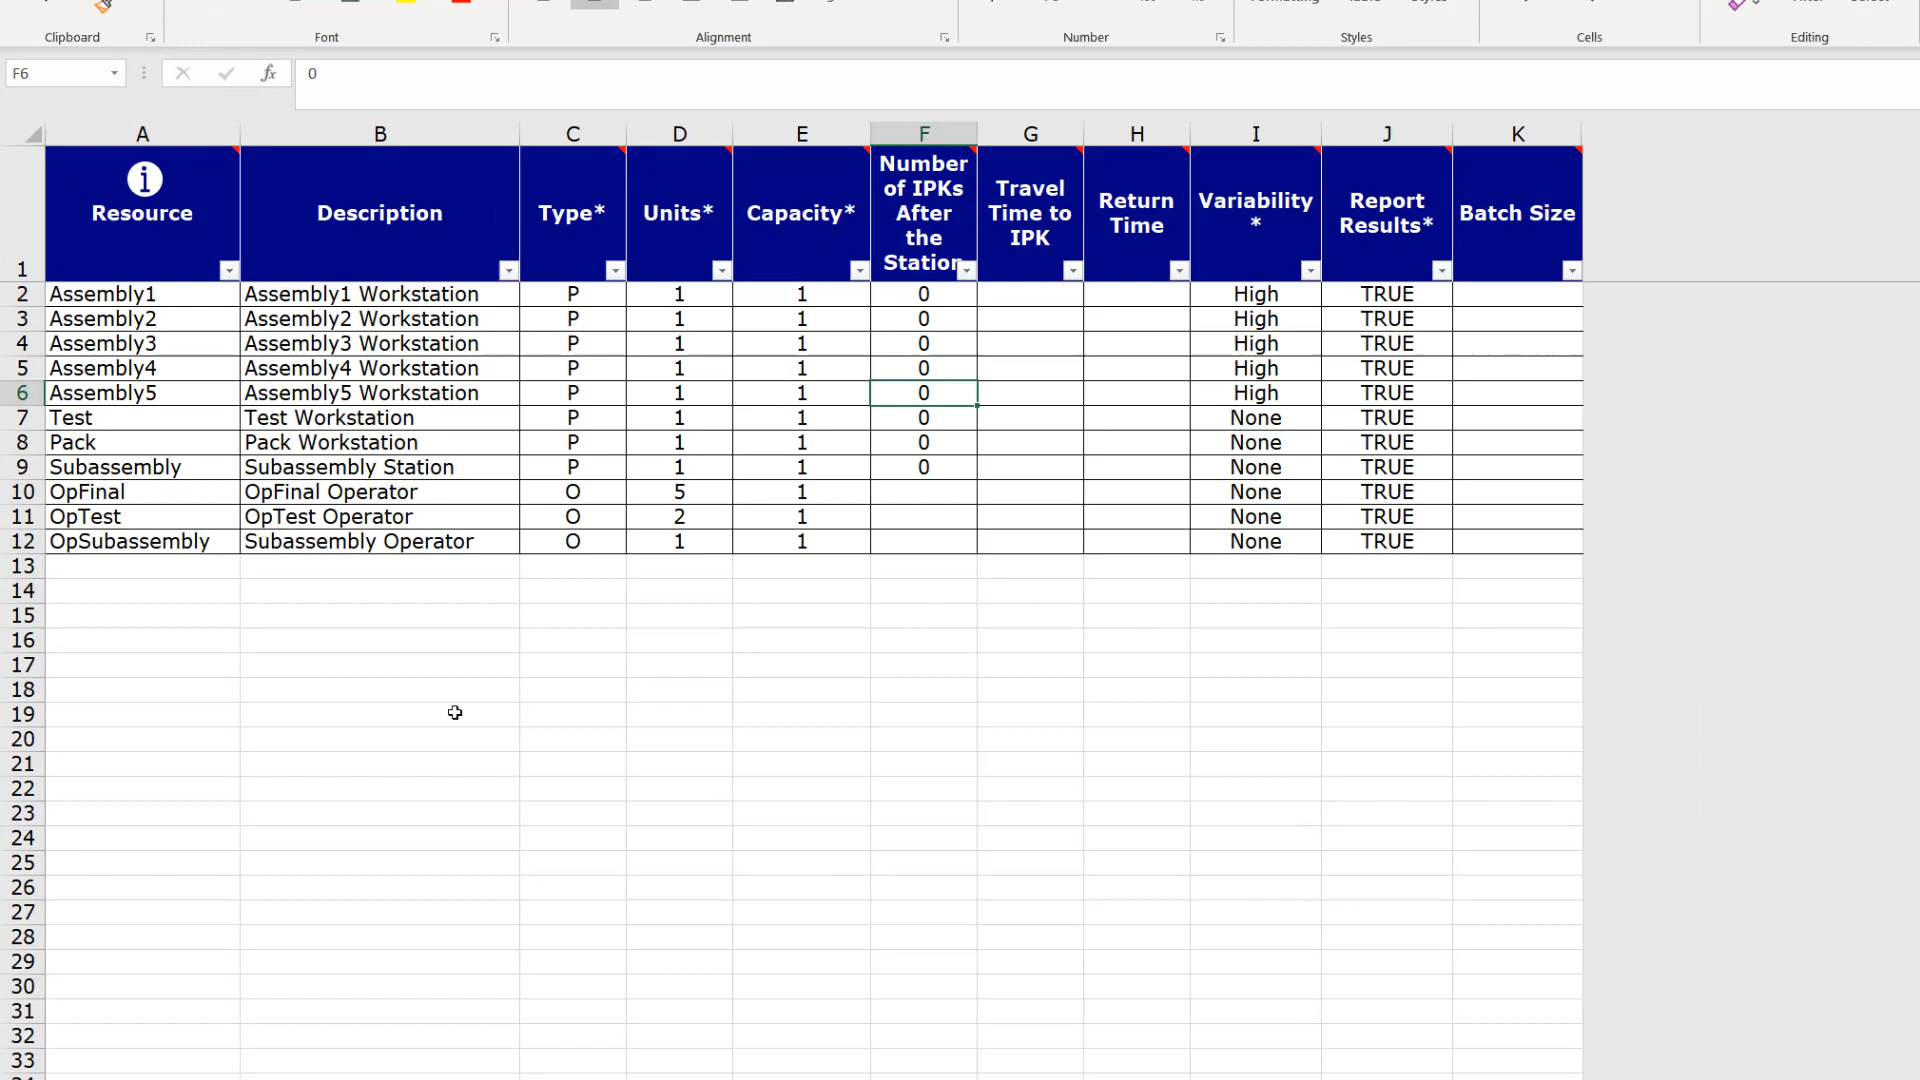 Clipboard Font Alignment Number Styles Cells Editing
F6 fx 0
A B C D E F G H I J K
1 Resource Description Type* Units* Capacity* Number of IPKs After the Station Travel Time to IPK Return Time Variability * Report Results* Batch Size
2 Assembly1 Assembly1 Workstation P 1 1 0 High TRUE
3 Assembly2 Assembly2 Workstation P 1 1 0 High TRUE
4 Assembly3 Assembly3 Workstation P 1 1 0 High TRUE
5 Assembly4 Assembly4 Workstation P 1 1 0 High TRUE
6 Assembly5 Assembly5 Workstation P 1 1 0 High TRUE
7 Test Test Workstation P 1 1 0 None TRUE
8 Pack Pack Workstation P 1 1 0 None TRUE
9 Subassembly Subassembly Station P 1 1 0 None TRUE
10 OpFinal OpFinal Operator O 5 1 None TRUE
11 OpTest OpTest Operator O 2 1 None TRUE
12 OpSubassembly Subassembly Operator O 1 1 None TRUE
13
14
15
16
17
18
19
20
21
22
23
24
25
26
27
28
29
30
31
32
33